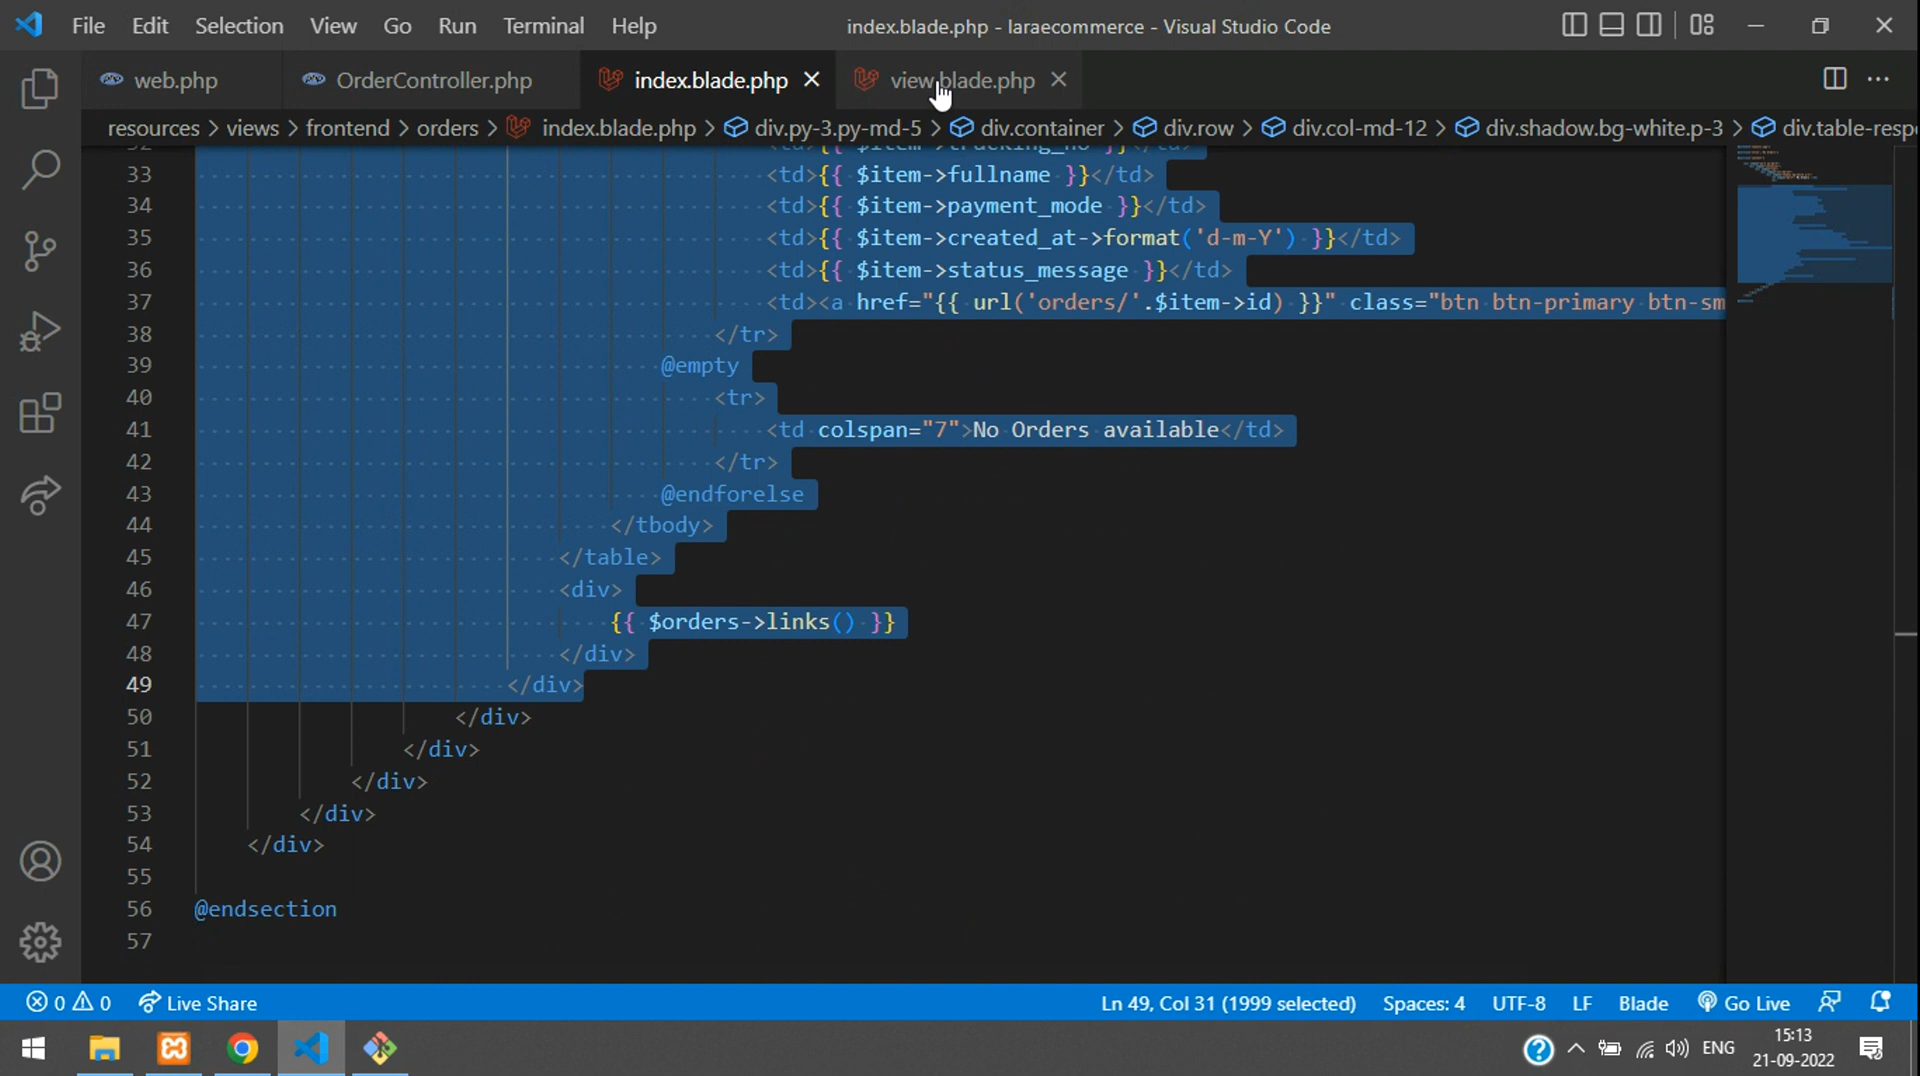 File Edit Selection View Go Run Terminal Help index.blade.php - laraecommerce - Visual Studio Code
web.php OrderController.php index.blade.php view.blade.php
resources > views > frontend > orders > index.blade.php > div.py-3.py-md-5 > div.container > div.row > div.col-md-12 > div.shadow.bg-white.p-3 > div.table-respo
33 <td>{{ $item->fullname }}</td>
34 <td>{{ $item->payment_mode }}</td>
35 <td>{{ $item->created_at->format('d-m-Y') }}</td>
36 <td>{{ $item->status_message }}</td>
37 <td><a href="{{ url('orders/'.$item->id) }}" class="btn btn-primary btn-sm
38 </tr>
39 @empty
40 <tr>
41 <td colspan="7">No Orders available</td>
42 </tr>
43 @endforelse
44 </tbody>
45 </table>
46 <div>
47 {{ $orders->links() }}
48 </div>
49 </div>
50 </div>
51 </div>
52 </div>
53 </div>
54 </div>
55
56 @endsection
57
0 0 Live Share Ln 49, Col 31 (1999 selected) Spaces: 4 UTF-8 LF Blade Go Live
ENG 15:13
21-09-2022